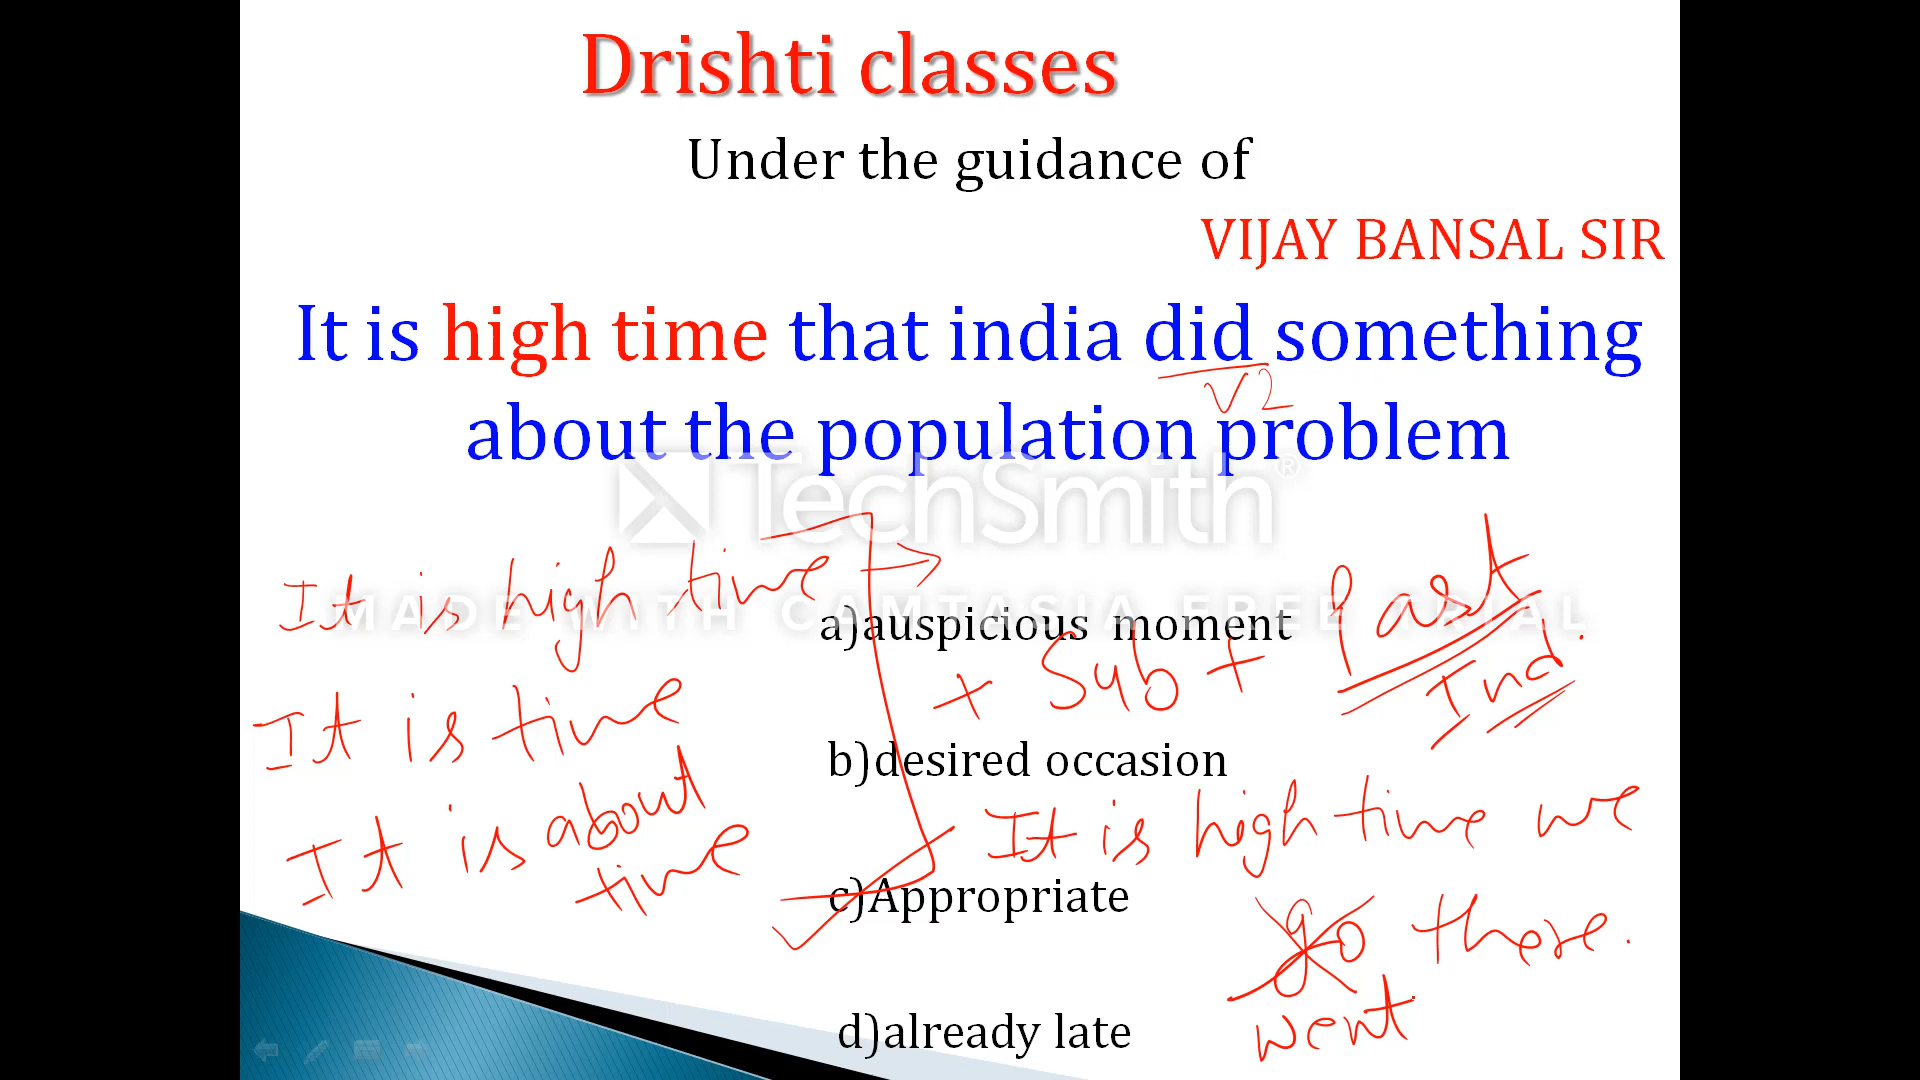 Drishti classes
Under the guidance of
VIJAY BANSAL SIR
It is high time that india did something
V2
about the population problem
TechSmith®
MADE WITH CAMTASIA FREE TRIAL
It is high time
a)auspicious moment
+ Sub + Past
Ind.
It is time
b)desired occasion
It is about
time
It is high time we
go there.
went
c)Appropriate
d)already late